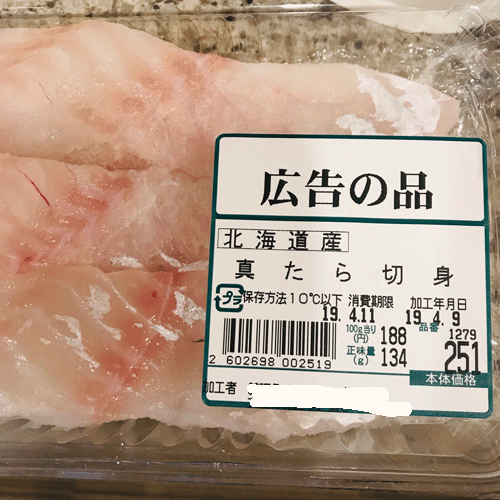 広告の品
北海道産
真たら切身
プラ 保存方法10℃以下 消費期限 加工年月日
19.4.11 19.4.9
100g当り(円) 188 品番 1279
正味量(g) 134 251
2 602698 002519 本体価格
加工者